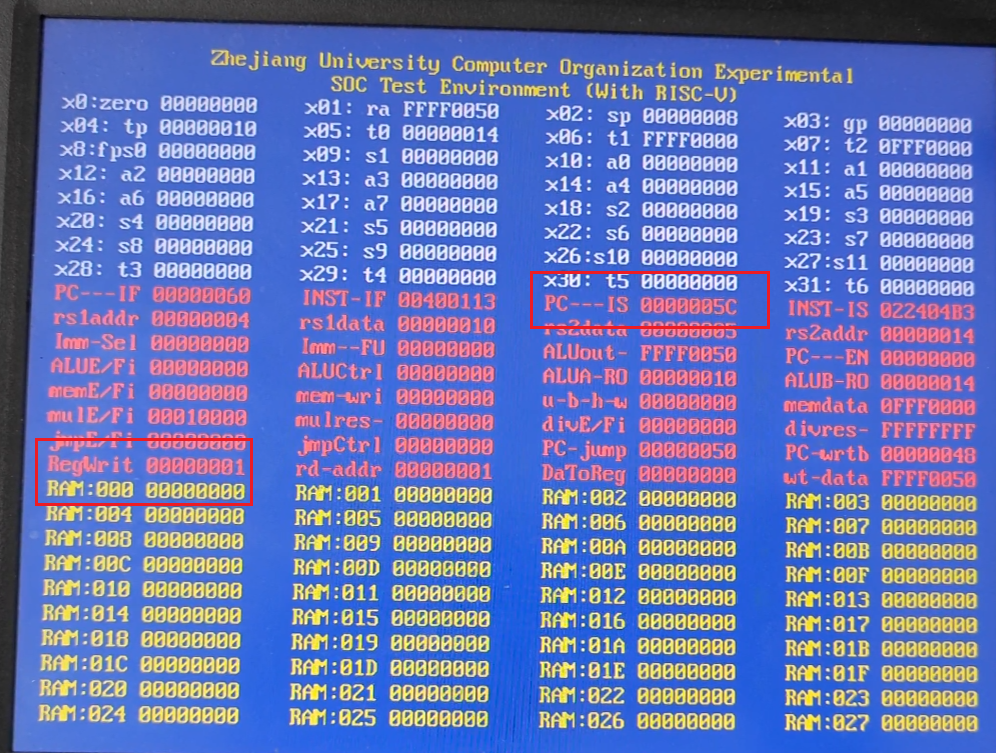 Zhejiang University Computer Organization Experimental
SOC Test Environment (With RISC-V)
x0:zero 00000000 x01: ra FFFF0050 x02: sp 00000008 x03: gp 00000000
x04: tp 00000010 x05: t0 00000014 x06: t1 FFFF0000 x07: t2 0FFF0000
x8:fps0 00000000 x09: s1 00000000 x10: a0 00000000 x11: a1 00000000
x12: a2 00000000 x13: a3 00000000 x14: a4 00000000 x15: a5 00000000
x16: a6 00000000 x17: a7 00000000 x18: s2 00000000 x19: s3 00000000
x20: s4 00000000 x21: s5 00000000 x22: s6 00000000 x23: s7 00000000
x24: s8 00000000 x25: s9 00000000 x26:s10 00000000 x27:s11 00000000
x28: t3 00000000 x29: t4 00000000 x30: t5 00000000 x31: t6 00000000
PC---IF 00000060 INST-IF 00400113 PC---IS 0000005C INST-IS 022404B3
rs1addr 00000004 rs1data 00000010 rs2data 00000005 rs2addr 00000014
Imm-Sel 00000000 Imm--FU 00000000 ALUout- FFFF0050 PC---EN 00000000
ALUE/Fi 00000000 ALUCtrl 00000000 ALUA-RO 00000010 ALUB-RO 00000014
memE/Fi 00000000 mem-wri 00000000 u-b-h-w 00000000 memdata 0FFF0000
mulE/Fi 00010000 mulres- 00000000 divE/Fi 00000000 divres- FFFFFFFF
jmpE/Fi 00000000 jmpCtrl 00000000 PC-jump 00000050 PC-wrtb 00000048
RegWrit 00000001 rd-addr 00000001 DaToReg 00000000 wt-data FFFF0050
RAM:000 00000000 RAM:001 00000000 RAM:002 00000000 RAM:003 00000000
RAM:004 00000000 RAM:005 00000000 RAM:006 00000000 RAM:007 00000000
RAM:008 00000000 RAM:009 00000000 RAM:00A 00000000 RAM:00B 00000000
RAM:00C 00000000 RAM:00D 00000000 RAM:00E 00000000 RAM:00F 00000000
RAM:010 00000000 RAM:011 00000000 RAM:012 00000000 RAM:013 00000000
RAM:014 00000000 RAM:015 00000000 RAM:016 00000000 RAM:017 00000000
RAM:018 00000000 RAM:019 00000000 RAM:01A 00000000 RAM:01B 00000000
RAM:01C 00000000 RAM:01D 00000000 RAM:01E 00000000 RAM:01F 00000000
RAM:020 00000000 RAM:021 00000000 RAM:022 00000000 RAM:023 00000000
RAM:024 00000000 RAM:025 00000000 RAM:026 00000000 RAM:027 00000000